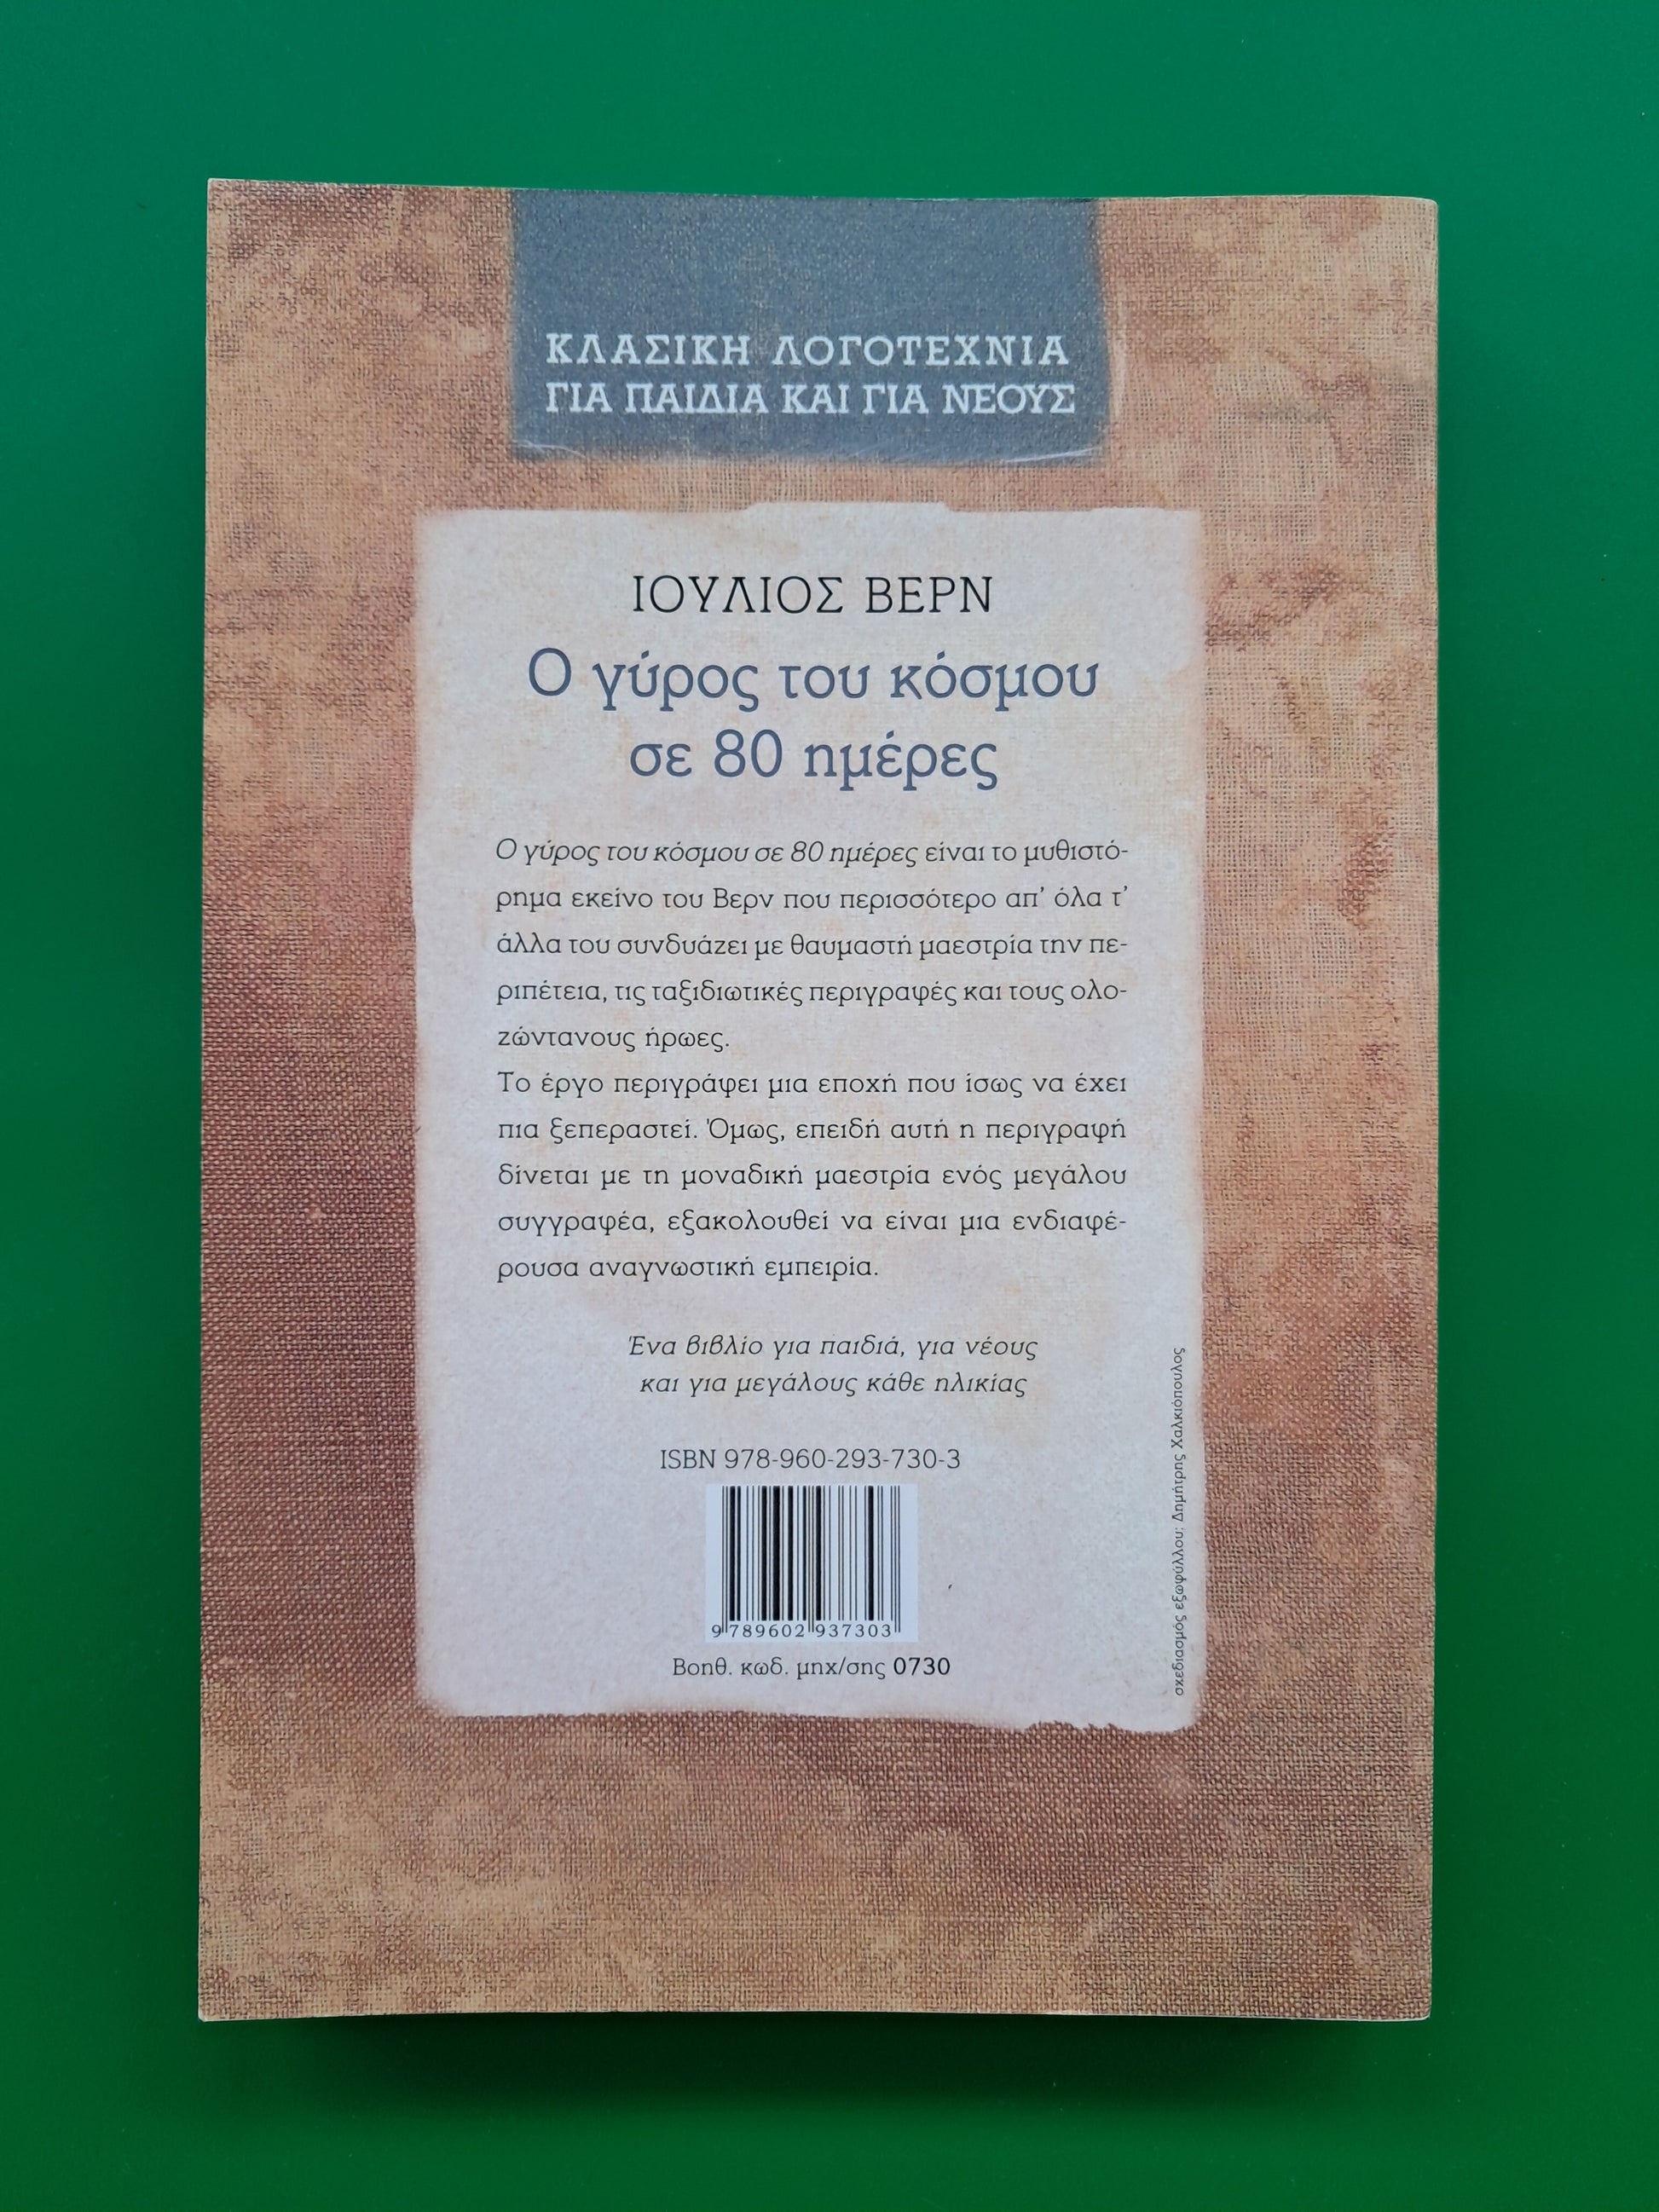 ΚΛΑΣΙΚΗ ΛΟΓΟΤΕΧΝΙΑ
ΓΙΑ ΠΑΙΔΙΑ ΚΑΙ ΓΙΑ ΝΕΟΥΣ
ΙΟΥΛΙΟΣ ΒΕΡΝ
Ο γύρος του κόσμου
σε 80 ημέρες
Ο γύρος του κόσμου σε 80 ημέρες είναι το μυθιστό-
ρημα εκείνο του Βερν που περισσότερο απ’ όλα τ’
άλλα του συνδυάζει με θαυμαστή μαεστρία την πε-
ριπέτεια, τις ταξιδιωτικές περιγραφές και τους ολο-
ζώντανους ήρωες.
Το έργο περιγράφει μια εποχή που ίσως να έχει
πια ξεπεραστεί. Όμως, επειδή αυτή η περιγραφή
δίνεται με τη μοναδική μαεστρία ενός μεγάλου
συγγραφέα, εξακολουθεί να είναι μια ενδιαφέ-
ρουσα αναγνωστική εμπειρία.
Ένα βιβλίο για παιδιά, για νέους
και για μεγάλους κάθε ηλικίας
ISBN 978-960-293-730-3
9 789602 937303
Βοηθ. κωδ. μηχ/σης 0730
σχεδιασμός εξωφύλλου: Δημήτρης Χαλκιόπουλος